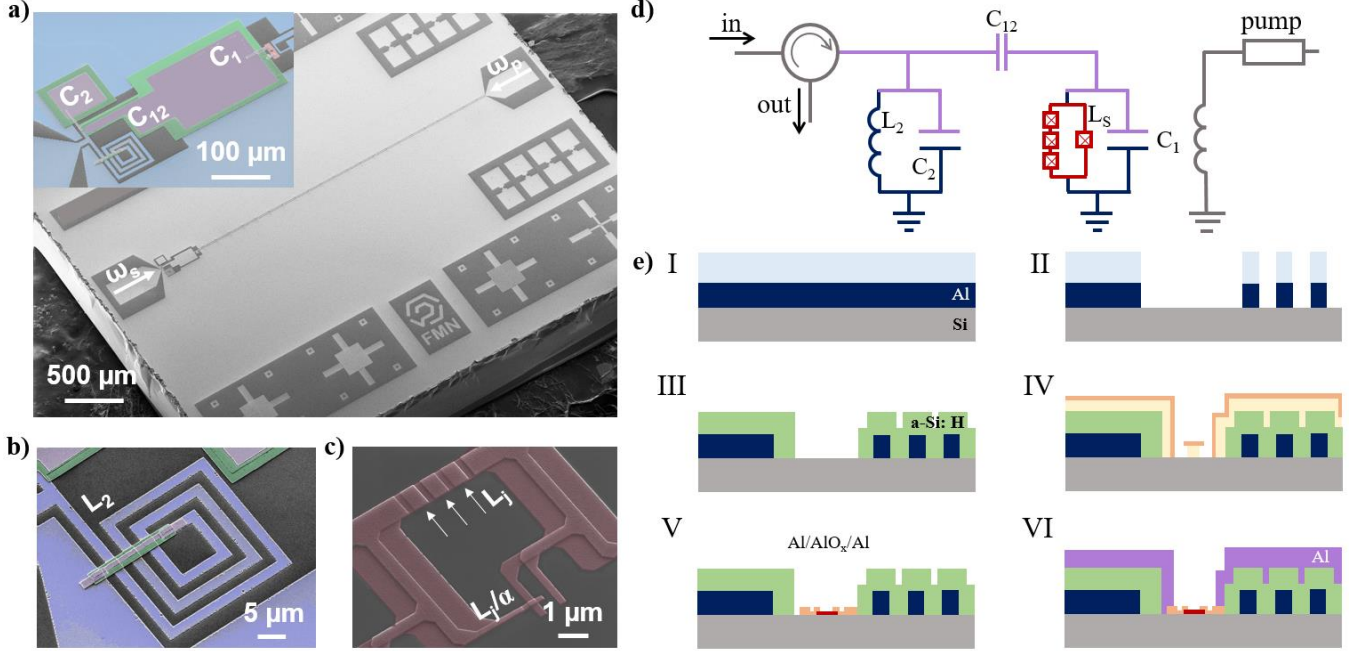 a)
C₂
C₁₂
C₁
100 μm
ωₚ
ωₛ
FMN
500 μm
b)
L₂
5 μm
c)
Lⱼ
Lⱼ/α
1 μm
d)
in
out
C₁₂
pump
L₂
C₂
Lₛ
C₁
e)
I
Al
Si
II
III
a-Si: H
IV
V
Al/AlOₓ/Al
VI
Al